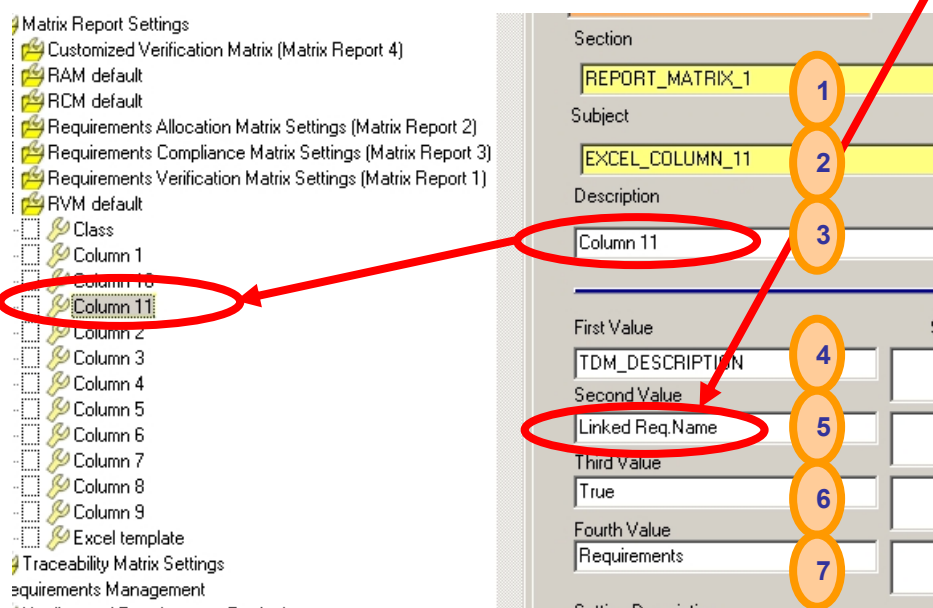 Matrix Report Settings
Customized Verification Matrix (Matrix Report 4)
RAM default
RCM default
Requirements Allocation Matrix Settings (Matrix Report 2)
Requirements Compliance Matrix Settings (Matrix Report 3)
Requirements Verification Matrix Settings (Matrix Report 1)
RVM default
Class
Column 1
Column 10
Column 11
Column 2
Column 3
Column 4
Column 5
Column 6
Column 7
Column 8
Column 9
Excel template
Traceability Matrix Settings
equirements Management
Section
REPORT_MATRIX_1
1
Subject
EXCEL_COLUMN_11
2
Description
Column 11
3
First Value
TDM_DESCRIPTION
4
Second Value
Linked Req.Name
5
Third Value
True
6
Fourth Value
Requirements
7